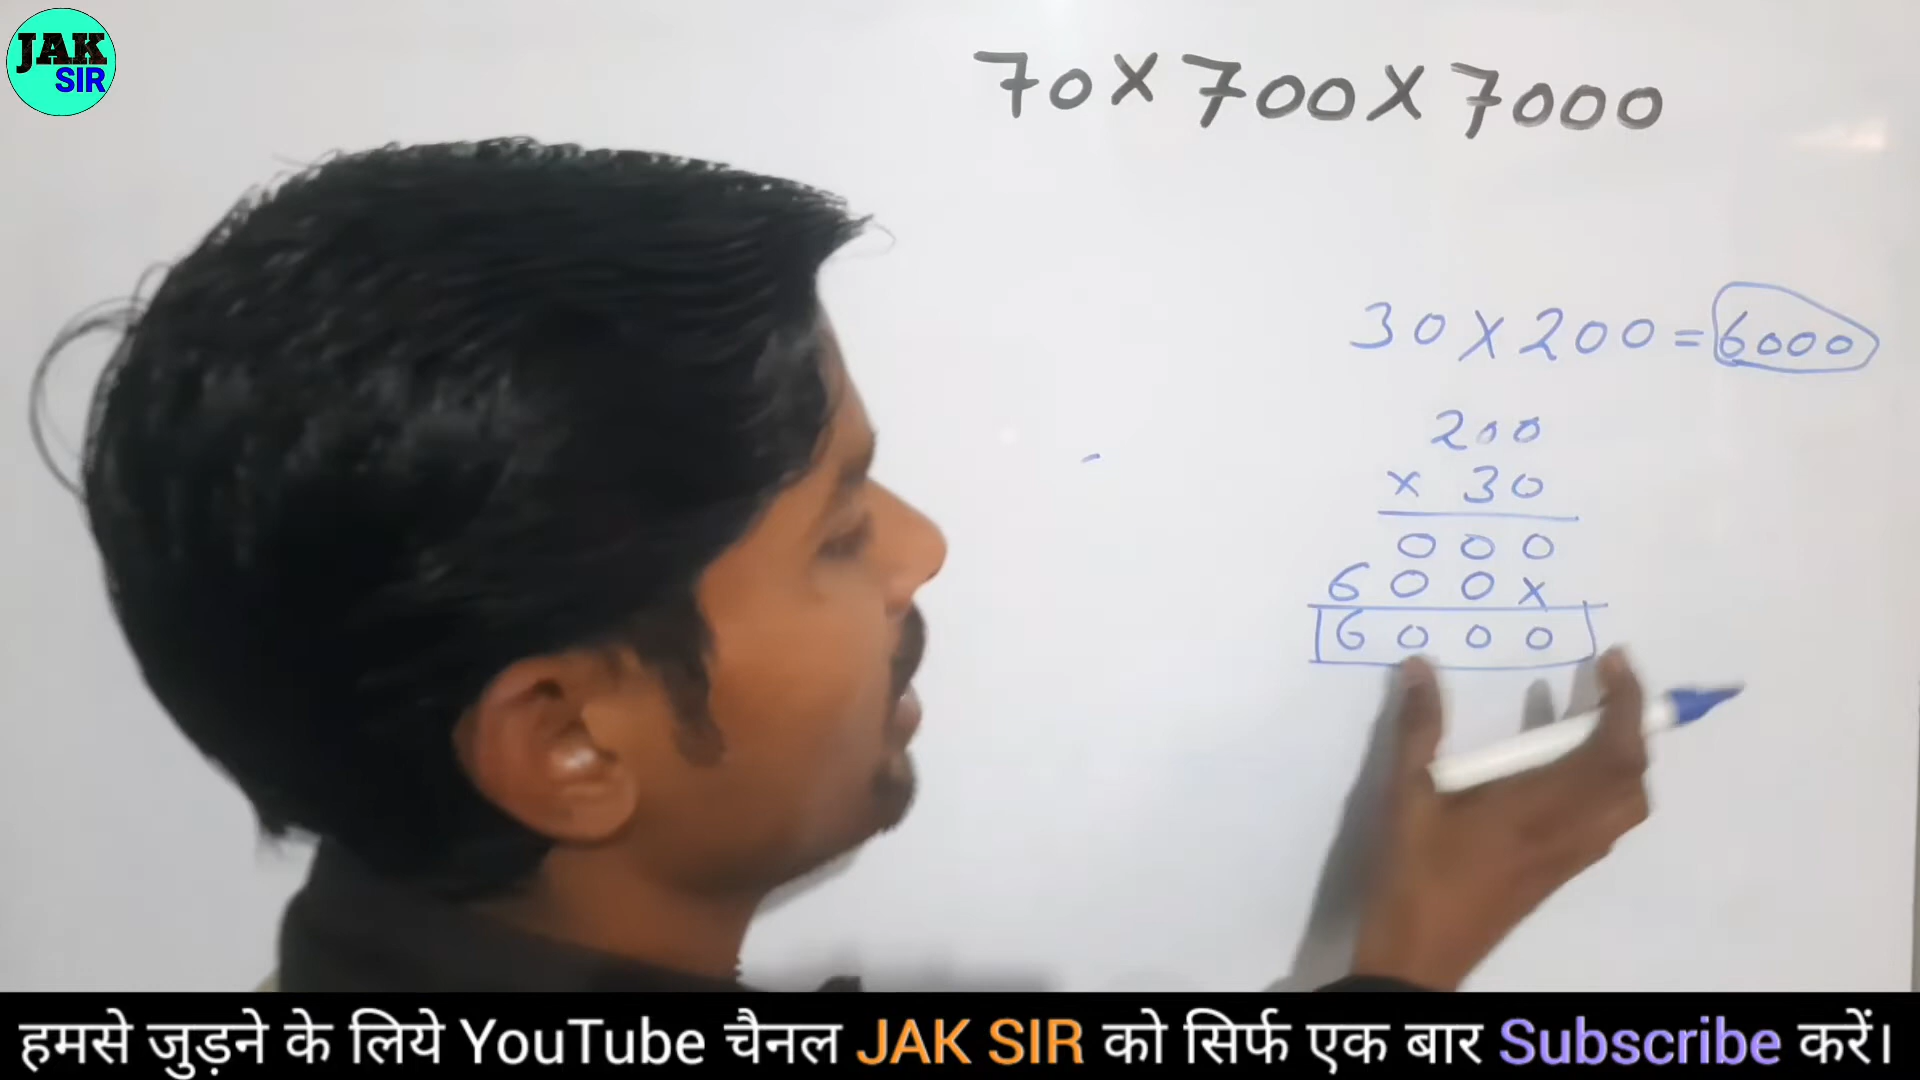 JAK
SIR
70 X 700 X 7000
30 X 200 = 6000
200
x 30
000
600x
6000
हमसे जुड़ने के लिये YouTube चैनल JAK SIR को सिर्फ एक बार Subscribe करें।